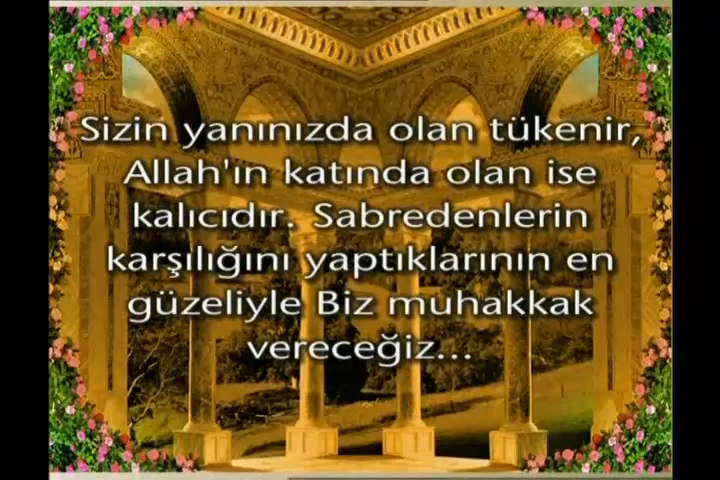 Sizin yanınızda olan tükenir,
Allah'ın katında olan ise
kalıcıdır. Sabredenlerin
karşılığını yaptıklarının en
güzeliyle Biz muhakkak
vereceğiz...